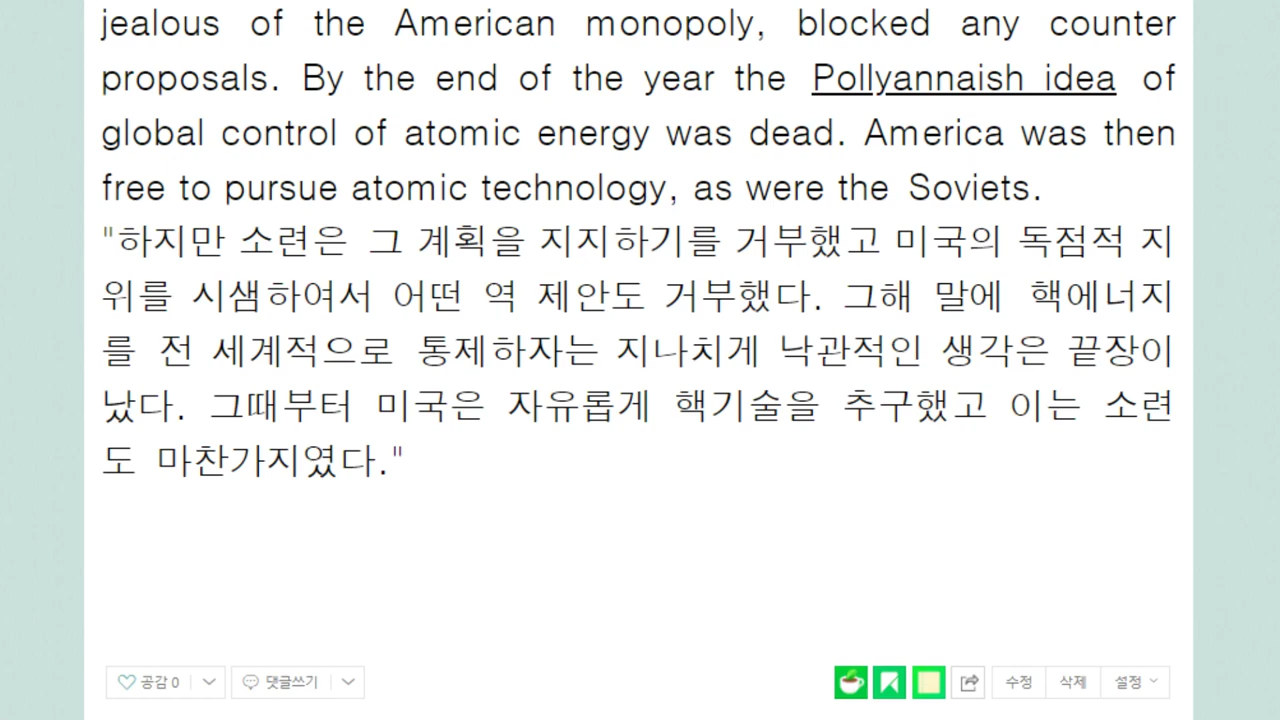 jealous of the American monopoly, blocked any counter
proposals. By the end of the year the Pollyannaish idea of
global control of atomic energy was dead. America was then
free to pursue atomic technology, as were the Soviets.
"하지만 소련은 그 계획을 지지하기를 거부했고 미국의 독점적 지
위를 시샘하여서 어떤 역 제안도 거부했다. 그해 말에 핵에너지
를 전 세계적으로 통제하자는 지나치게 낙관적인 생각은 끝장이
났다. 그때부터 미국은 자유롭게 핵기술을 추구했고 이는 소련
도 마찬가지였다."
공감 0 댓글쓰기 수정 삭제 설정